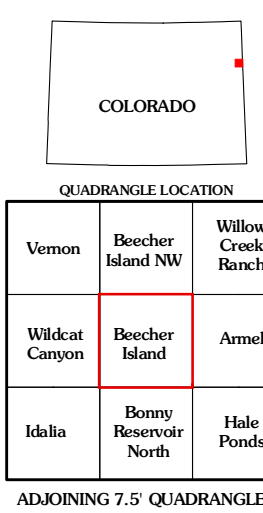 COLORADO
QUADRANGLE LOCATION
Vernon
Beecher
Island NW
Willow
Creek
Ranch
Wildcat
Canyon
Beecher
Island
Armel
Idalia
Bonny
Reservoir
North
Hale
Ponds
ADJOINING 7.5' QUADRANGLE